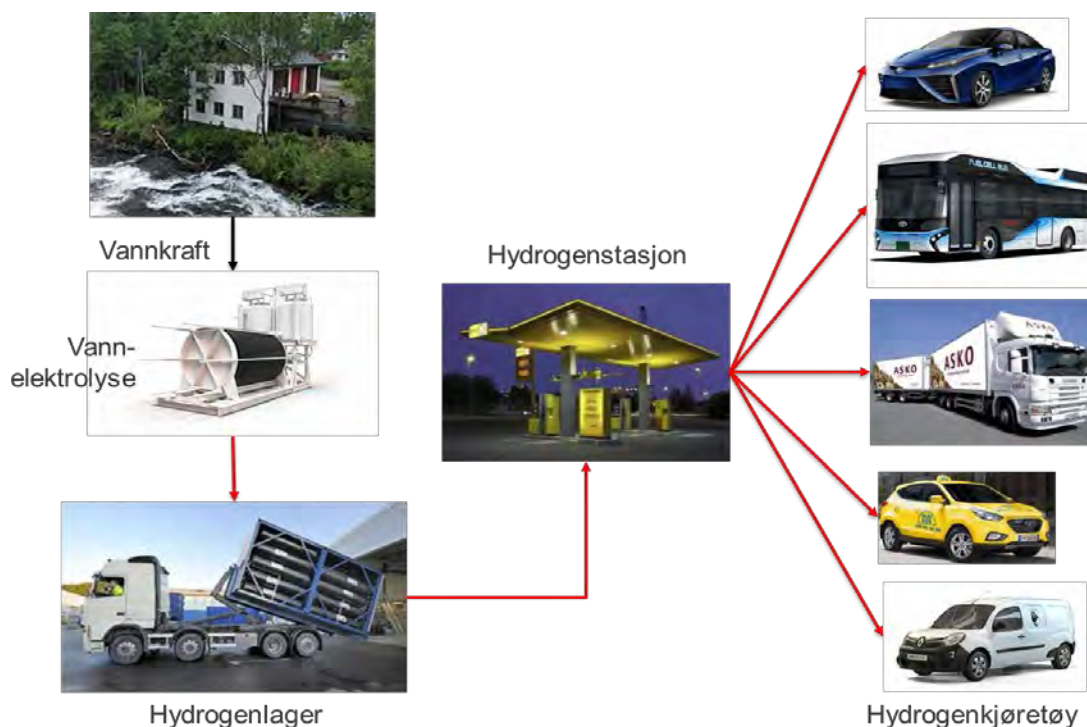 Vannkraft
Vann-
elektrolyse
Hydrogenlager
Hydrogenstasjon
FUEL CELL BUS
ASKO
ASKO
Hydrogenkjøretøy